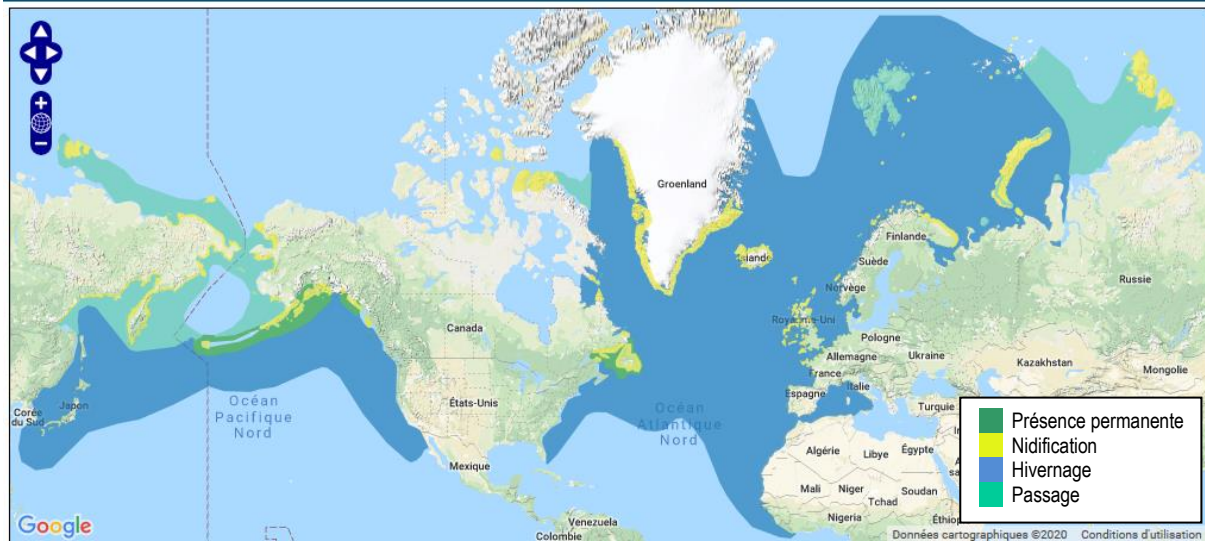 Groenland
Islande
Finlande
Suède
Norvège
Russie
Royaume-Uni
Canada
Pologne
Allemagne
Ukraine
France
Kazakhstan
Mongolie
Italie
Espagne
Turquie
États-Unis
Océan
Pacifique
Nord
Océan
Atlantique
Nord
Corée
du Sud
Japon
Mexique
Algérie
Libye
Égypte
Mali
Niger
Tchad
Soudan
Nigeria
Venezuela
Colombie
Présence permanente
Nidification
Hivernage
Passage
Google
Données cartographiques ©2020
Conditions d'utilisation